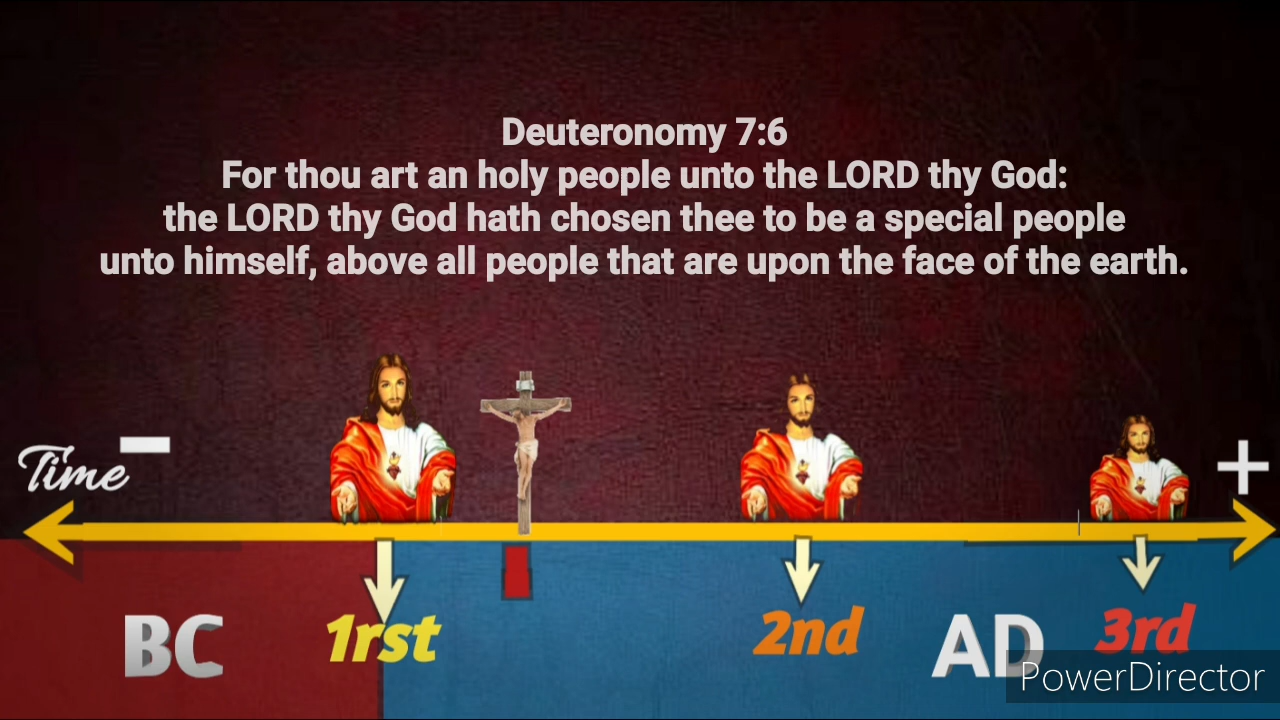 Deuteronomy 7:6
For thou art an holy people unto the LORD thy God:
the LORD thy God hath chosen thee to be a special people
unto himself, above all people that are upon the face of the earth.
Time
BC
1rst
2nd
AD
3rd
PowerDirector